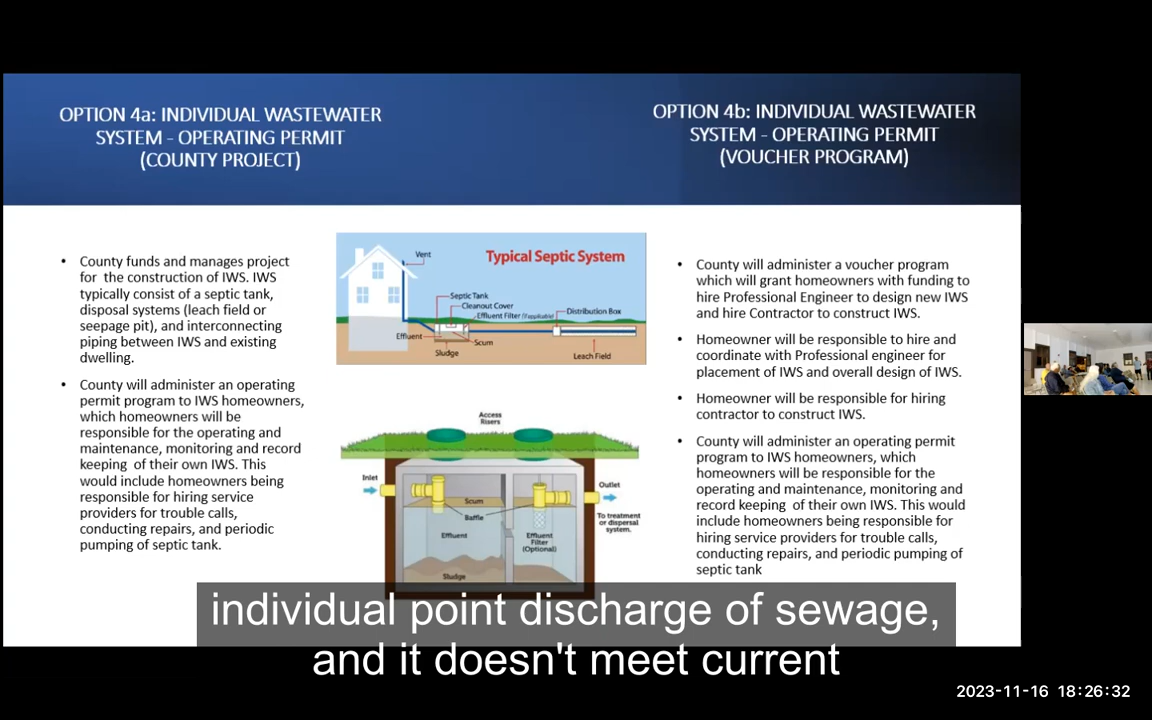 OPTION 4a: INDIVIDUAL WASTEWATER
SYSTEM - OPERATING PERMIT
(COUNTY PROJECT)
OPTION 4b: INDIVIDUAL WASTEWATER
SYSTEM - OPERATING PERMIT
(VOUCHER PROGRAM)
• County funds and manages project
for the construction of IWS. IWS
typically consist of a septic tank,
disposal systems (leach field or
seepage pit), and interconnecting
piping between IWS and existing
dwelling.
• County will administer an operating
permit program to IWS homeowners,
which homeowners will be
responsible for the operating and
maintenance, monitoring and record
keeping of their own IWS. This
would include homeowners being
responsible for hiring service
providers for trouble calls,
conducting repairs, and periodic
pumping of septic tank.
Typical Septic System
Vent
Septic Tank
Cleanout Cover
Effluent Filter (if applicable)
Distribution Box
Effluent
Scum
Sludge
Leach Field
Access
Risers
Inlet
Outlet
Scum
Baffle
To treatment
or dispersal
system.
Effluent
Effluent
Filter
(Optional)
Sludge
• County will administer a voucher program
which will grant homeowners with funding to
hire Professional Engineer to design new IWS
and hire Contractor to construct IWS.
• Homeowner will be responsible to hire and
coordinate with Professional engineer for
placement of IWS and overall design of IWS.
• Homeowner will be responsible for hiring
contractor to construct IWS.
• County will administer an operating permit
program to IWS homeowners, which
homeowners will be responsible for the
operating and maintenance, monitoring and
record keeping of their own IWS. This would
include homeowners being responsible for
hiring service providers for trouble calls,
conducting repairs, and periodic pumping of
septic tank
individual point discharge of sewage,
and it doesn't meet current
2023-11-16 18:26:32